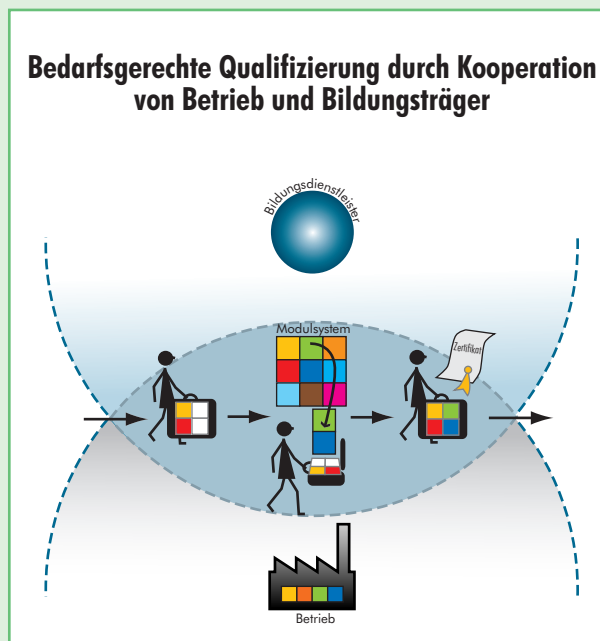 Bedarfsgerechte Qualifizierung durch Kooperation
von Betrieb und Bildungsträger
Bildungsdienstleister
Modulsystem
Zertifikat
Betrieb